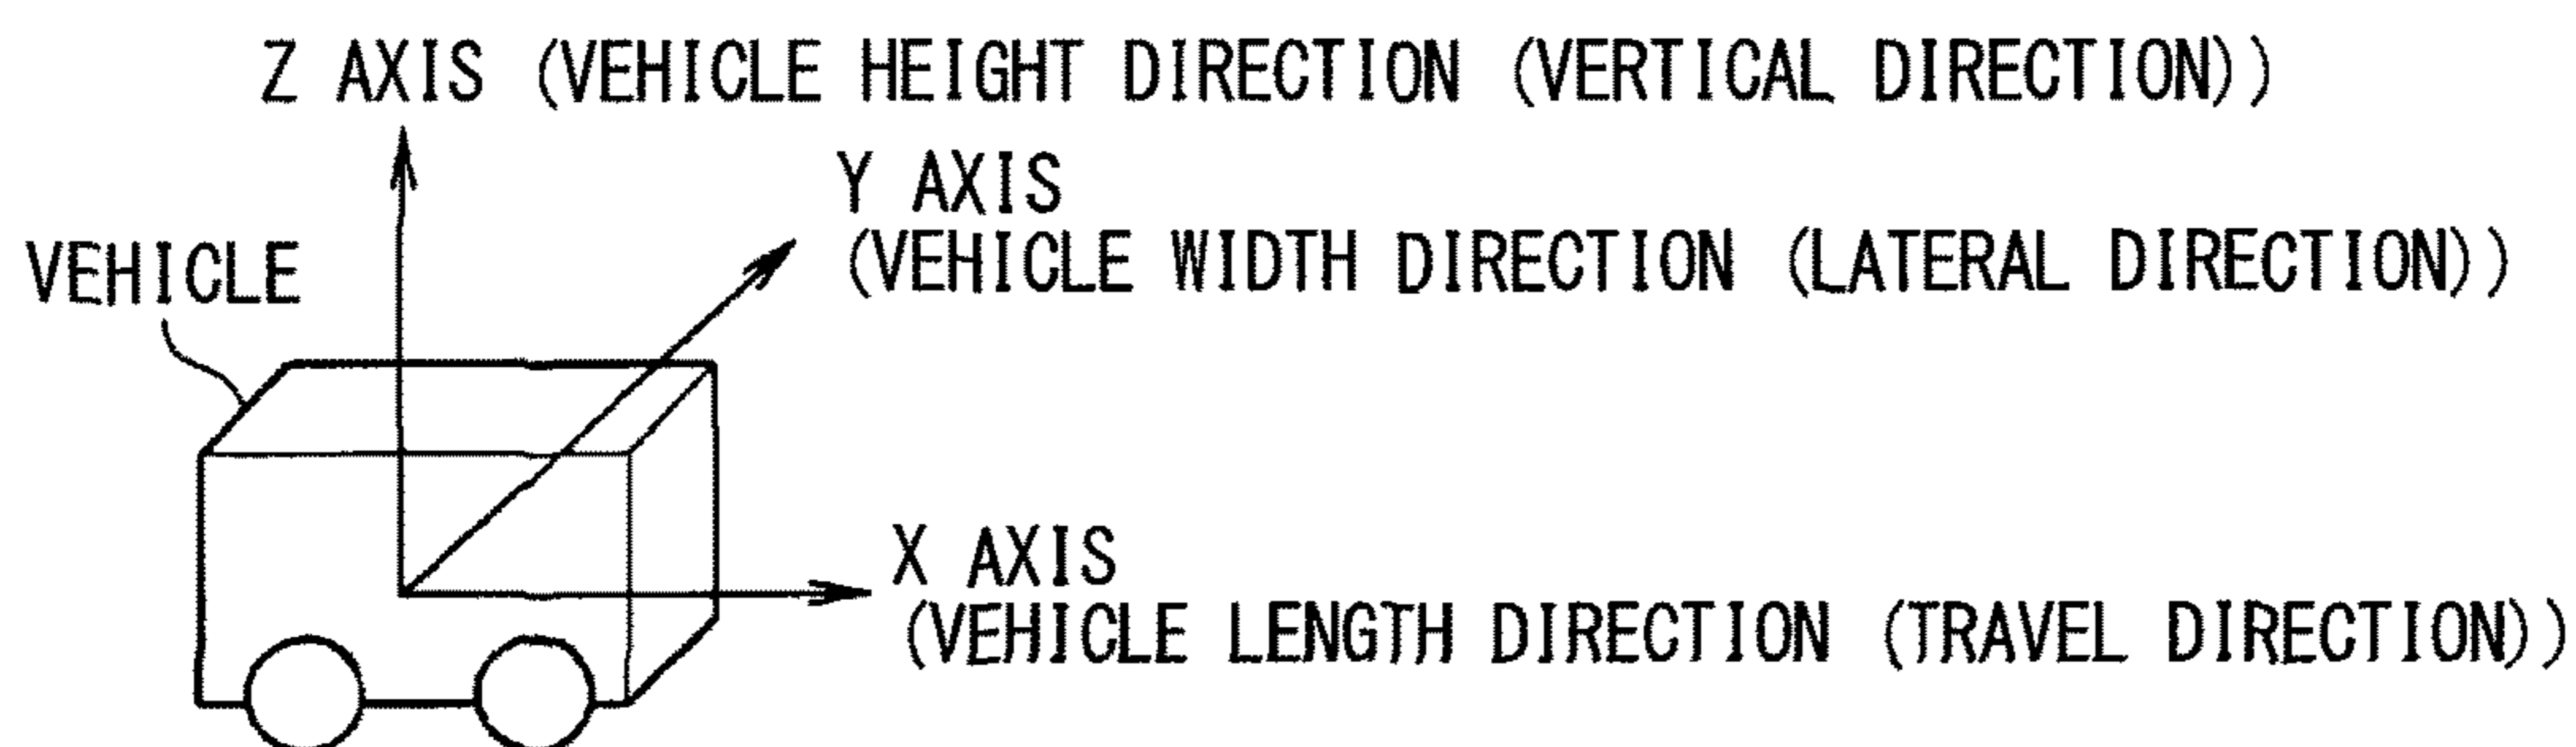 Z AXIS (VEHICLE HEIGHT DIRECTION (VERTICAL DIRECTION))
Y AXIS
(VEHICLE WIDTH DIRECTION (LATERAL DIRECTION))
VEHICLE
X AXIS
(VEHICLE LENGTH DIRECTION (TRAVEL DIRECTION))